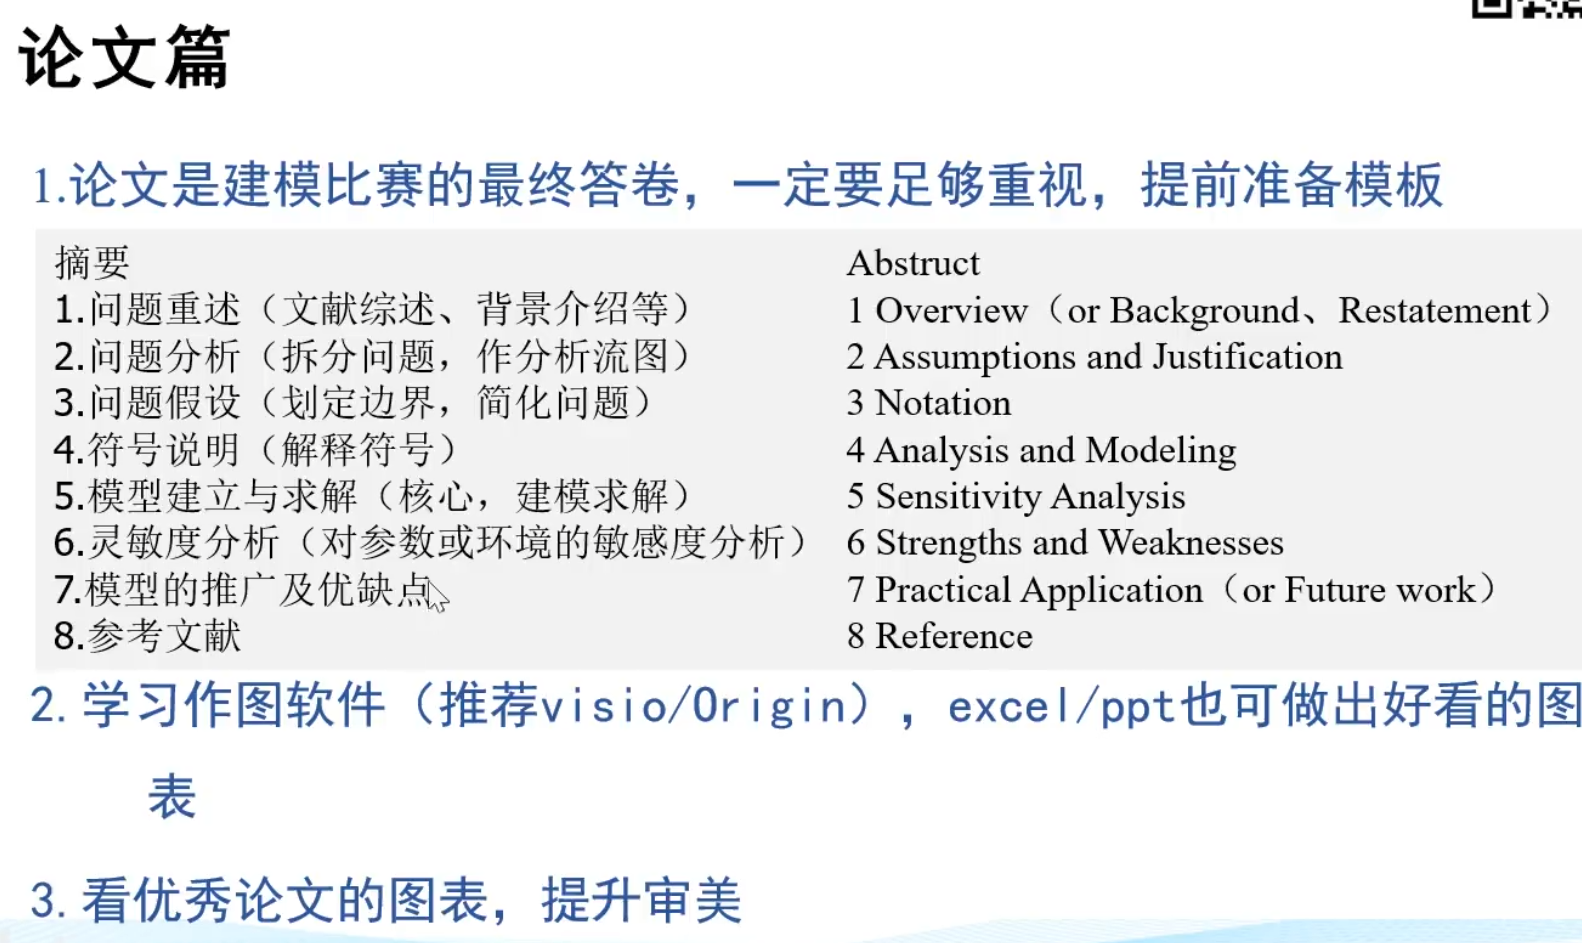 论文篇
1.论文是建模比赛的最终答卷，一定要足够重视，提前准备模板
摘要
1.问题重述（文献综述、背景介绍等）
2.问题分析（拆分问题，作分析流图）
3.问题假设（划定边界，简化问题）
4.符号说明（解释符号）
5.模型建立与求解（核心，建模求解）
6.灵敏度分析（对参数或环境的敏感度分析）
7.模型的推广及优缺点
8.参考文献
Abstruct
1 Overview（or Background、Restatement）
2 Assumptions and Justification
3 Notation
4 Analysis and Modeling
5 Sensitivity Analysis
6 Strengths and Weaknesses
7 Practical Application（or Future work）
8 Reference
2. 学习作图软件（推荐visio/Origin），excel/ppt也可做出好看的图
表
3. 看优秀论文的图表，提升审美